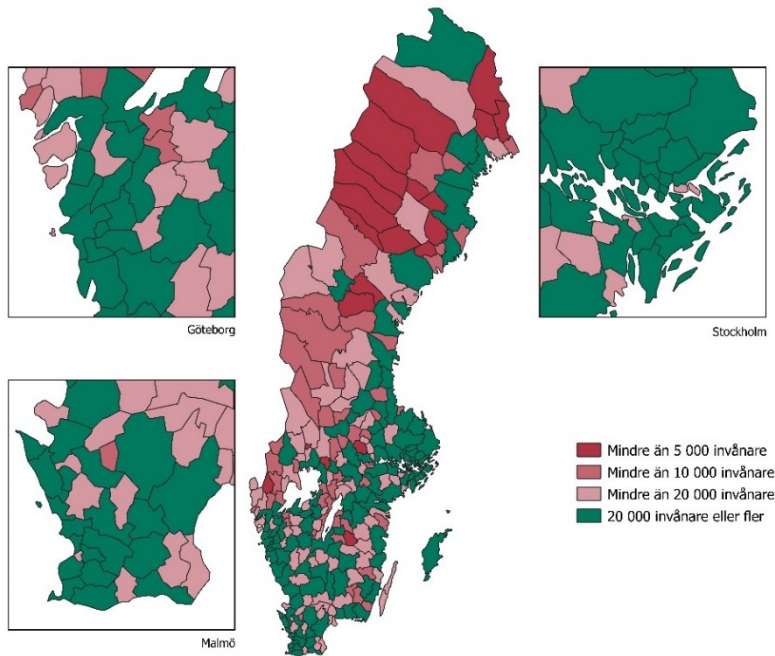 Göteborg
Stockholm
Malmö
Mindre än 5 000 invånare
Mindre än 10 000 invånare
Mindre än 20 000 invånare
20 000 invånare eller fler